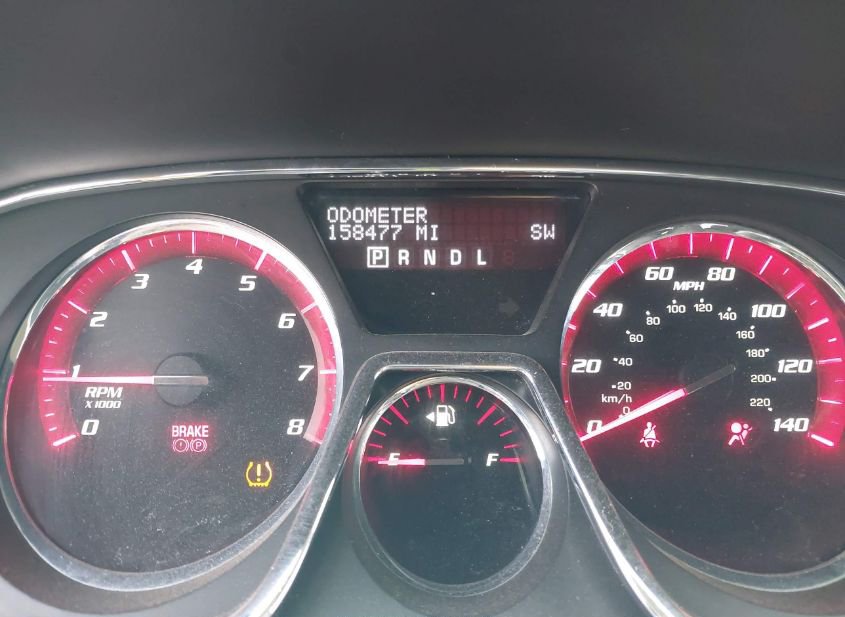 ODOMETER
158477 MI SW
P R N D L
0 1 2 3 4 5 6 7 8
RPM
X 1000
BRAKE
P
E F
0 20 40 60 80 100 120 140
MPH
0 20 40 60 80 100 120 140 160 180 200 220
km/h